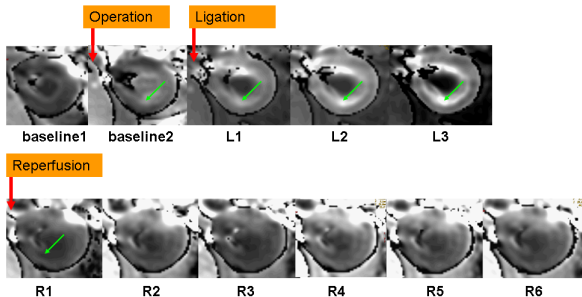 Operation
Ligation
baseline1
baseline2
L1
L2
L3
Reperfusion
R1
R2
R3
R4
R5
R6